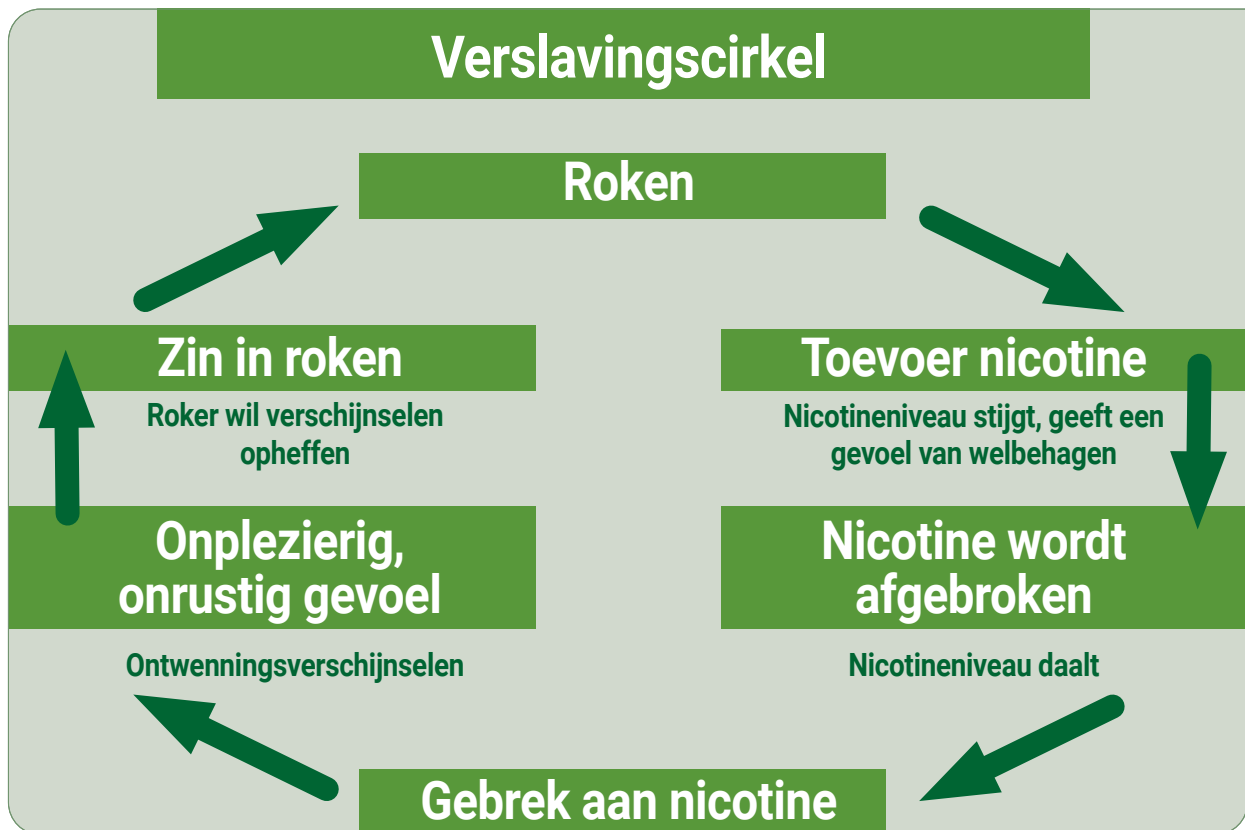 Verslavingscirkel
Roken
Zin in roken
Roker wil verschijnselen
opheffen
Toevoer nicotine
Nicotineniveau stijgt, geeft een
gevoel van welbehagen
Onplezierig,
onrustig gevoel
Ontwenningsverschijnselen
Nicotine wordt
afgebroken
Nicotineniveau daalt
Gebrek aan nicotine